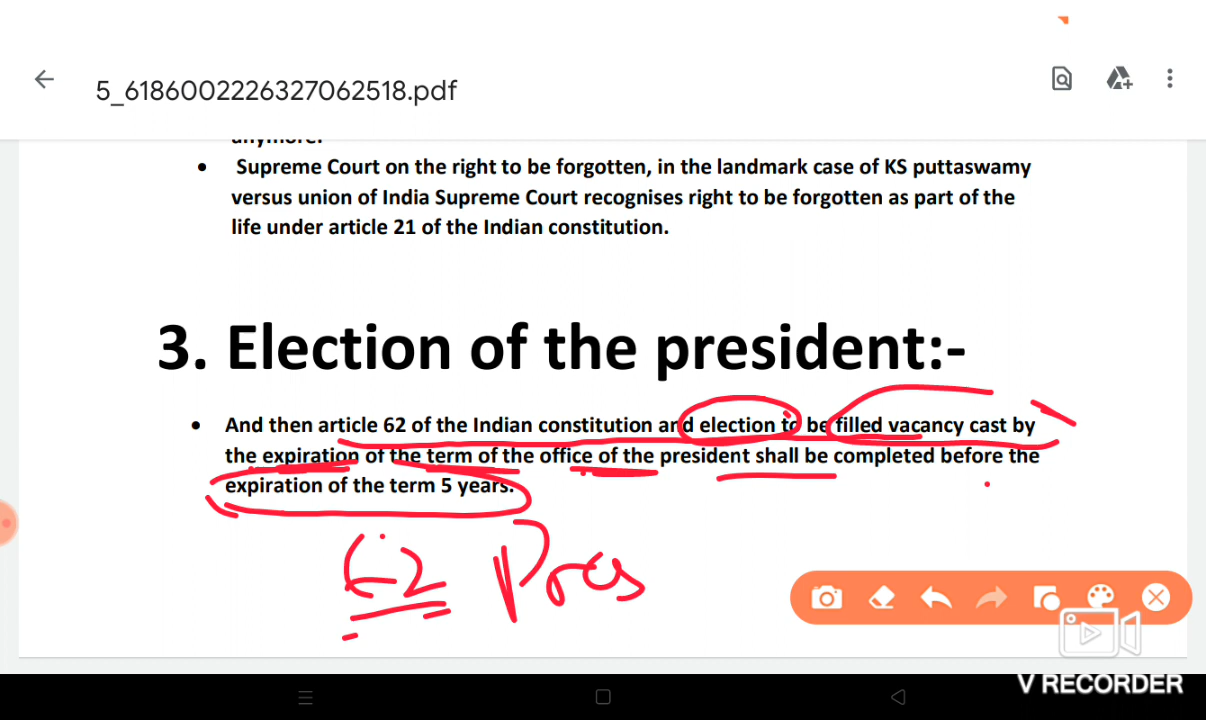 5_6186002226327062518.pdf
anymore.
• Supreme Court on the right to be forgotten, in the landmark case of KS puttaswamy
versus union of India Supreme Court recognises right to be forgotten as part of the
life under article 21 of the Indian constitution.
3. Election of the president:-
• And then article 62 of the Indian constitution and election to be filled vacancy cast by
the expiration of the term of the office of the president shall be completed before the
expiration of the term 5 years.
62 Pres
V RECORDER